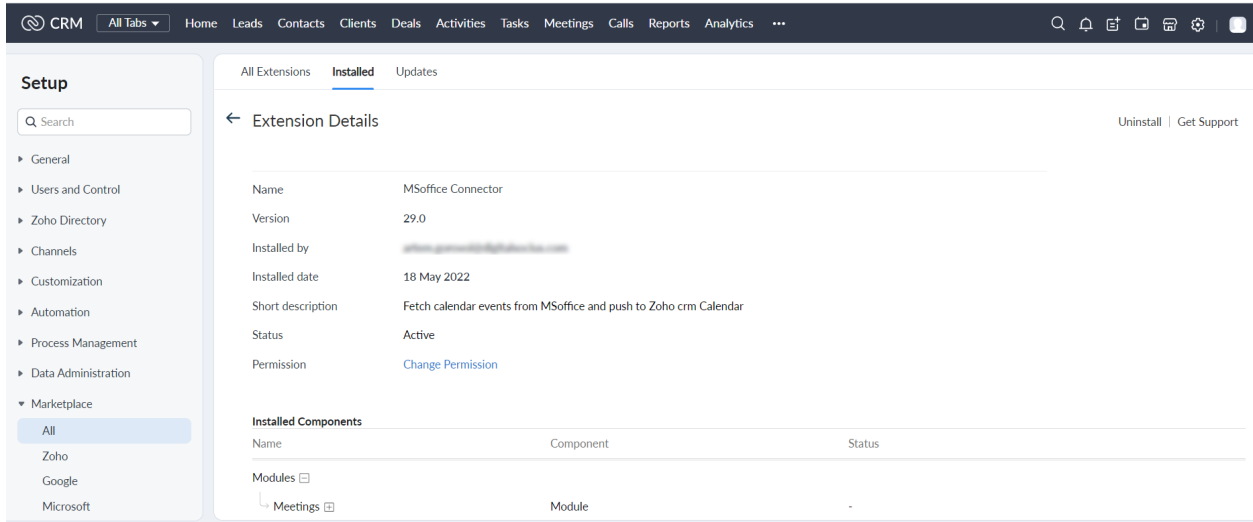 CRM All Tabs Home Leads Contacts Clients Deals Activities Tasks Meetings Calls Reports Analytics •••
Setup
Search
General
Users and Control
Zoho Directory
Channels
Customization
Automation
Process Management
Data Administration
Marketplace
All
Zoho
Google
Microsoft
All Extensions Installed Updates
Extension Details
Uninstall | Get Support
Name MSoffice Connector
Version 29.0
Installed by
Installed date 18 May 2022
Short description Fetch calendar events from MSoffice and push to Zoho crm Calendar
Status Active
Permission Change Permission
Installed Components
Name Component Status
Modules
Meetings Module -